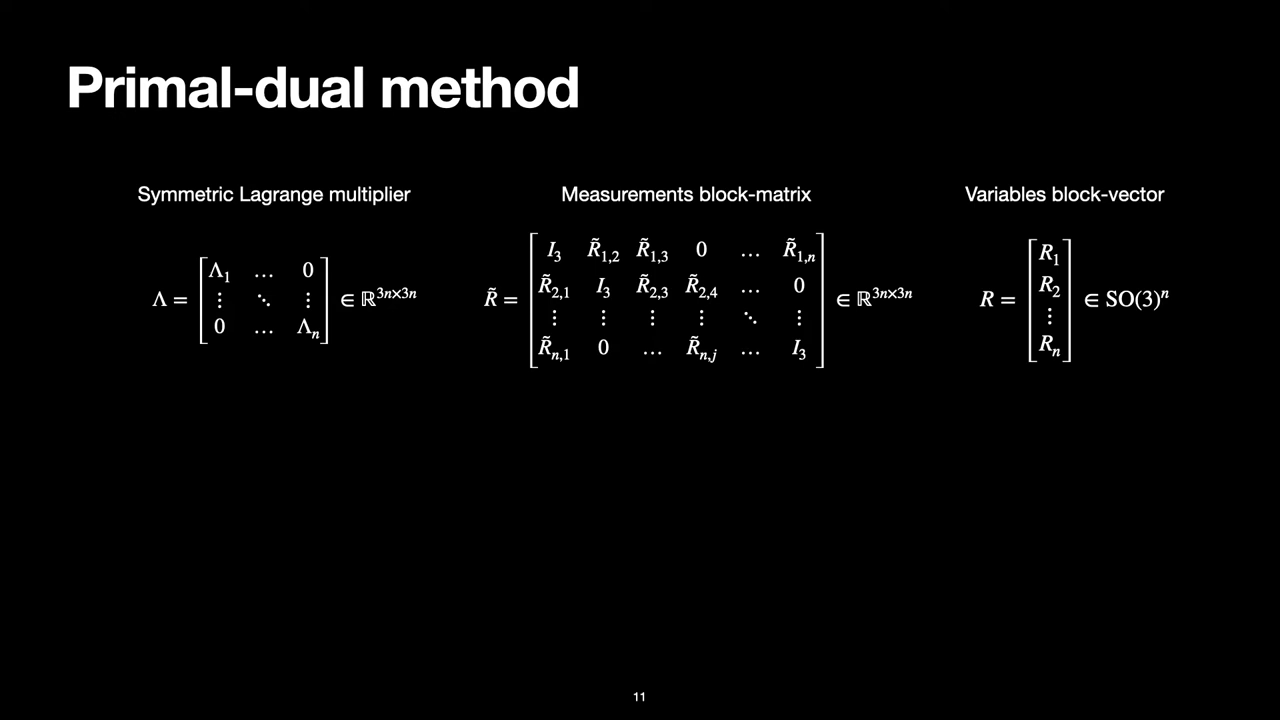 Primal-dual method
Symmetric Lagrange multiplier
Measurements block-matrix
Variables block-vector
Λ = [Λ₁ … 0; ⋮ ⋱ ⋮; 0 … Λₙ] ∈ ℝ^{3n×3n}
R̃ = [I₃ R̃_{1,2} R̃_{1,3} 0 … R̃_{1,n}; R̃_{2,1} I₃ R̃_{2,3} R̃_{2,4} … 0; ⋮ ⋮ ⋮ ⋮ ⋱ ⋮; R̃_{n,1} 0 … R̃_{n,j} … I₃] ∈ ℝ^{3n×3n}
R = [R₁; R₂; ⋮; Rₙ] ∈ SO(3)ⁿ
11